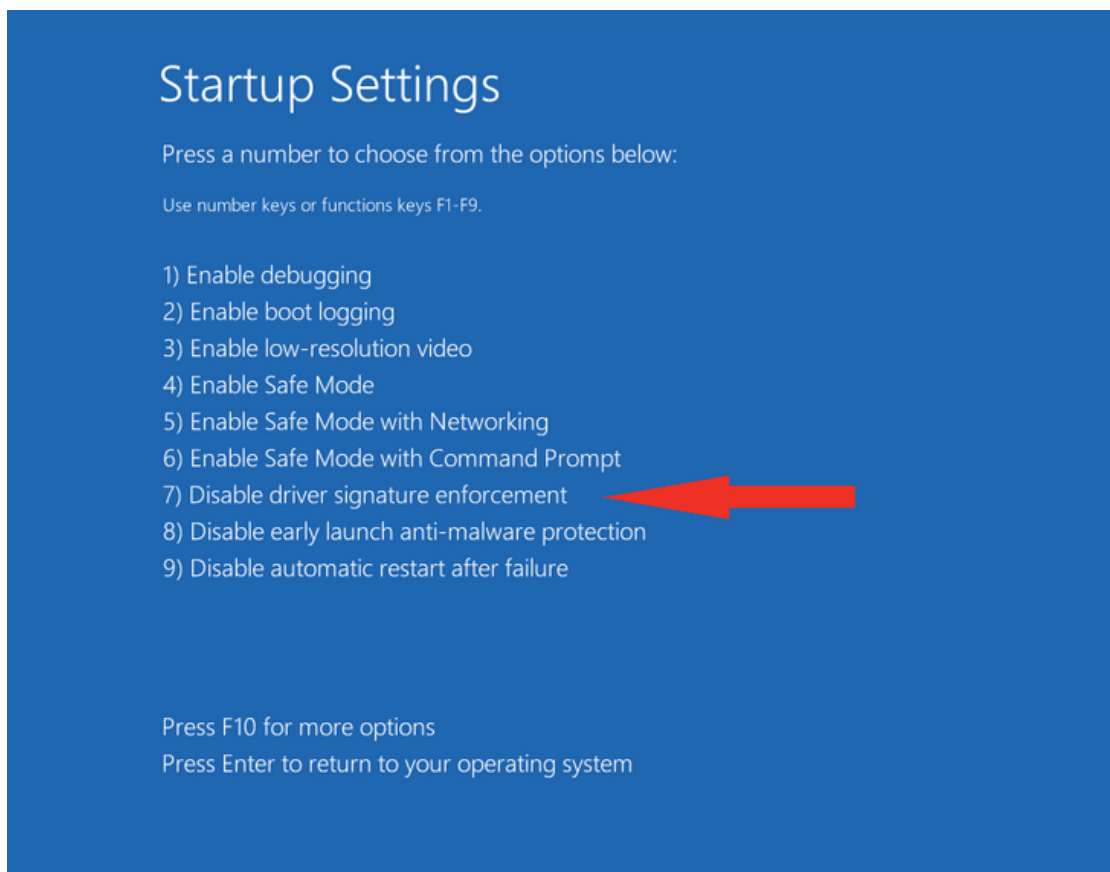 Startup Settings
Press a number to choose from the options below:
Use number keys or functions keys F1-F9.
1) Enable debugging
2) Enable boot logging
3) Enable low-resolution video
4) Enable Safe Mode
5) Enable Safe Mode with Networking
6) Enable Safe Mode with Command Prompt
7) Disable driver signature enforcement
8) Disable early launch anti-malware protection
9) Disable automatic restart after failure
Press F10 for more options
Press Enter to return to your operating system